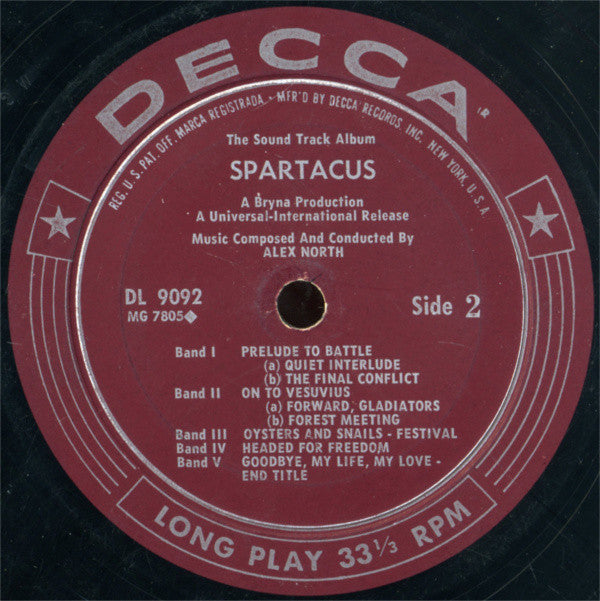 DECCA
®
REG. U.S. PAT. OFF. MARCA REGISTRADA. • MFR'D BY DECCA RECORDS, INC., NEW YORK, U.S.A.
The Sound Track Album
SPARTACUS
A Bryna Production
A Universal-International Release
Music Composed And Conducted By
ALEX NORTH
DL 9092
MG 7805◆
Side 2
Band I PRELUDE TO BATTLE
(a) QUIET INTERLUDE
(b) THE FINAL CONFLICT
Band II ON TO VESUVIUS
(a) FORWARD, GLADIATORS
(b) FOREST MEETING
Band III OYSTERS AND SNAILS - FESTIVAL
Band IV HEADED FOR FREEDOM
Band V GOODBYE, MY LIFE, MY LOVE -
END TITLE
LONG PLAY 33 1/3 RPM